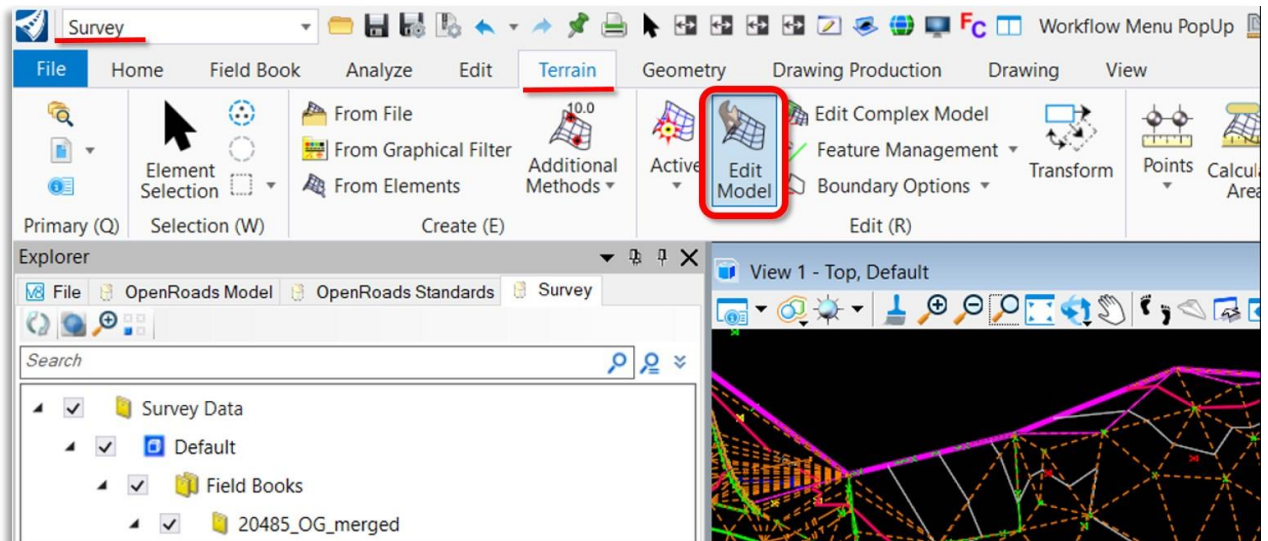 Survey
Fc
Workflow Menu PopUp
File Home Field Book Analyze Edit Terrain Geometry Drawing Production Drawing View
Element
Selection
From File
From Graphical Filter
From Elements
10.0
Additional
Methods
Active
Edit
Model
Edit Complex Model
Feature Management
Boundary Options
Transform
Points
Primary (Q) Selection (W) Create (E) Edit (R)
Explorer
File OpenRoads Model OpenRoads Standards Survey
Search
Survey Data
Default
Field Books
20485_OG_merged
View 1 - Top, Default